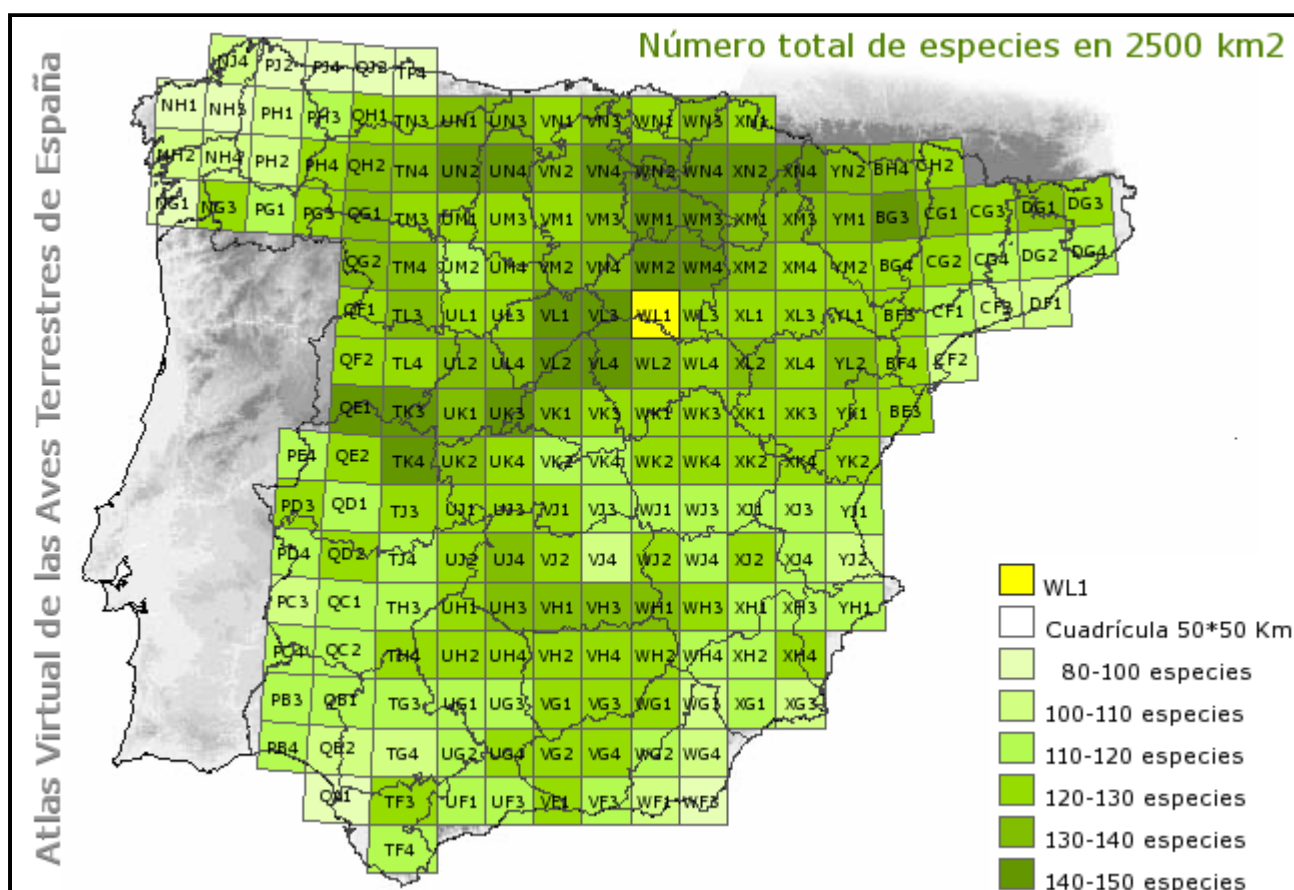 Número total de especies en 2500 km2
Atlas Virtual de las Aves Terrestres de España
NJ4 PJ2 PJ4 QJ2 TP4
NH1 NH3 PH1 PH3 QH1 TN3 UN1 UN3 VN1 VN3 WN1 WN3 XN1
NH2 NH4 PH2 PH4 QH2 TN4 UN2 UN4 VN2 VN4 WN2 WN4 XN2 XN4 YN2 BH4 CH2
NG1 NG3 PG1 PG3 QG1 TM3 UM1 UM3 VM1 VM3 WM1 WM3 XM1 XM3 YM1 BG3 CG1 CG3 DG1 DG3
QG2 TM4 UM2 UM4 VM2 VN4 WM2 WM4 XM2 XM4 YM2 BG4 CG2 CG4 DG2 DG4
QF1 TL3 UL1 UL3 VL1 VL3 WL1 WL3 XL1 XL3 YL1 BF3 CF1 CF3 DF1
QF2 TL4 UL2 UL4 VL2 VL4 WL2 WL4 XL2 XL4 YL2 BF4 CF2
QE1 TK3 UK1 UK3 VK1 VK3 WK1 WK3 XK1 XK3 YK1 BE3
PE4 QE2 TK4 UK2 UK4 VK2 VK4 WK2 WK4 XK2 XK4 YK2
PD3 QD1 TJ3 UJ1 UJ3 VJ1 VJ3 WJ1 WJ3 XJ1 XJ3 YJ1
PD4 QD2 TJ4 UJ2 UJ4 VJ2 VJ4 WJ2 WJ4 XJ2 XJ4 YJ2
PC3 QC1 TH3 UH1 UH3 VH1 VH3 WH1 WH3 XH1 XH3 YH1
PC4 QC2 TH4 UH2 UH4 VH2 VH4 WH2 WH4 XH2 XH4
PB3 QB1 TG3 UG1 UG3 VG1 VG3 WG1 WG3 XG1 XG3
PB4 QB2 TG4 UG2 UG4 VG2 VG4 WG2 WG4
QA1 TF3 UF1 UF3 VF1 VF3 WF1 WF3
TF4
WL1
Cuadrícula 50*50 Km
80-100 especies
100-110 especies
110-120 especies
120-130 especies
130-140 especies
140-150 especies